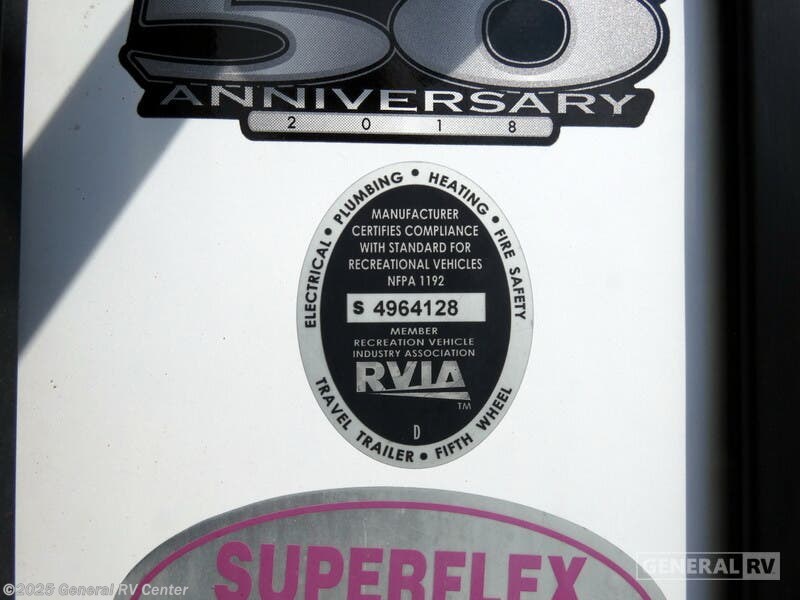 50
ANNIVERSARY
2018
ELECTRICAL • PLUMBING • HEATING • FIRE SAFETY
MANUFACTURER
CERTIFIES COMPLIANCE
WITH STANDARD FOR
RECREATIONAL VEHICLES
NFPA 1192
S 4964128
MEMBER
RECREATION VEHICLE
INDUSTRY ASSOCIATION
RVIA
TM
D
TRAVEL TRAILER • FIFTH WHEEL
SUPERFLEX
GENERAL RV
©2025 General RV Center